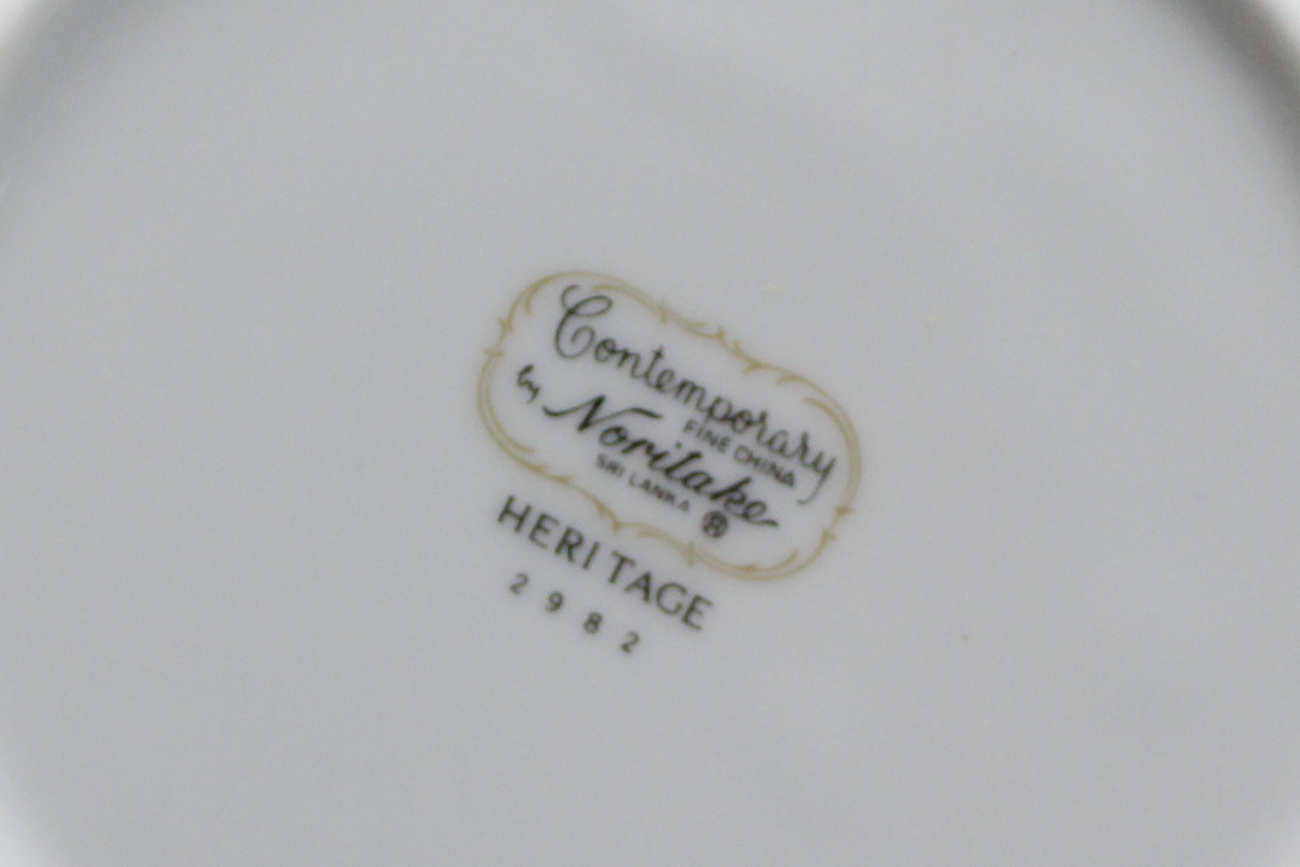 Contemporary
FINE CHINA
by Noritake
SRI LANKA
HERITAGE
2982